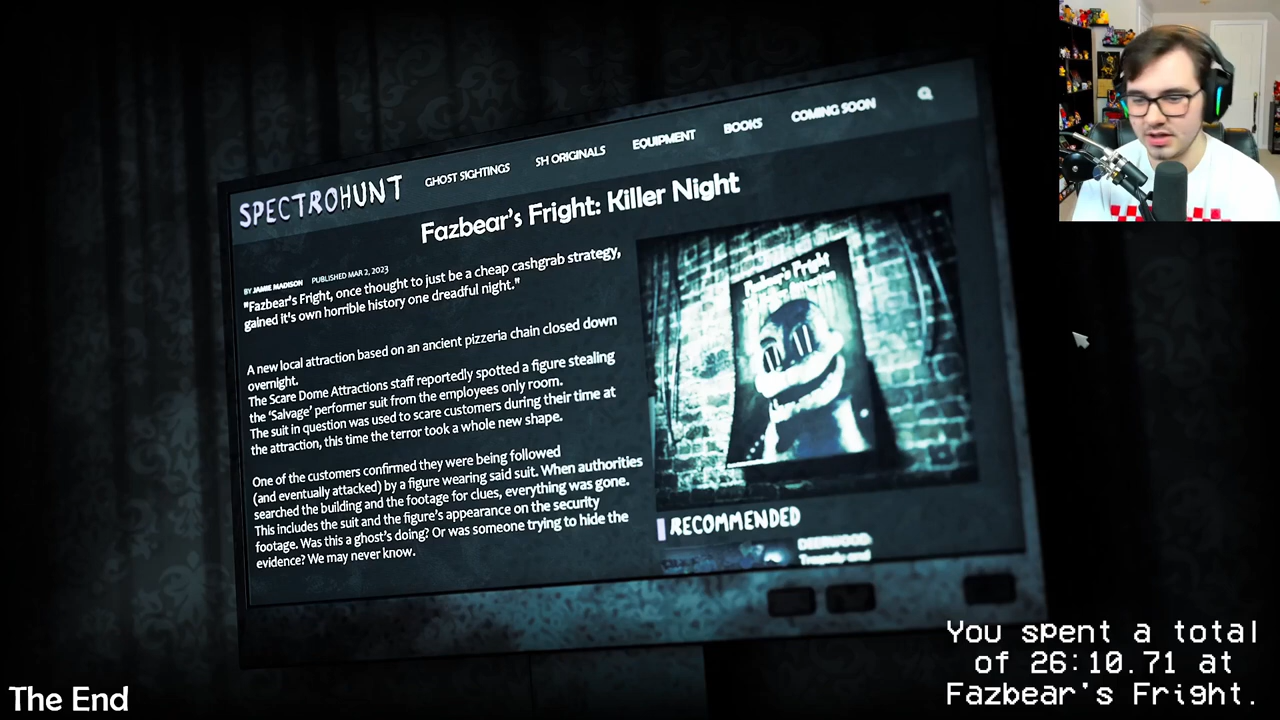 SPECTROHUNT
GHOST SIGHTINGS
SH ORIGINALS
EQUIPMENT
BOOKS
COMING SOON
Fazbear's Fright: Killer Night
BY JAMIE MADISON PUBLISHED MAR 2, 2023
"Fazbear's Fright, once thought to just be a cheap cashgrab strategy,
gained it's own horrible history one dreadful night."
A new local attraction based on an ancient pizzeria chain closed down
overnight.
The Scare Dome Attractions staff reportedly spotted a figure stealing
the 'Salvage' performer suit from the employees only room.
The suit in question was used to scare customers during their time at
the attraction, this time the terror took a whole new shape.
One of the customers confirmed they were being followed
(and eventually attacked) by a figure wearing said suit. When authorities
searched the building and the footage for clues, everything was gone.
This includes the suit and the figure's appearance on the security
footage. Was this a ghost's doing? Or was someone trying to hide the
evidence? We may never know.
Fazbear's Fright
RECOMMENDED
DEERWOOD:
Tragedy and
The End
You spent a total
of 26:10.71 at
Fazbear's Fright.